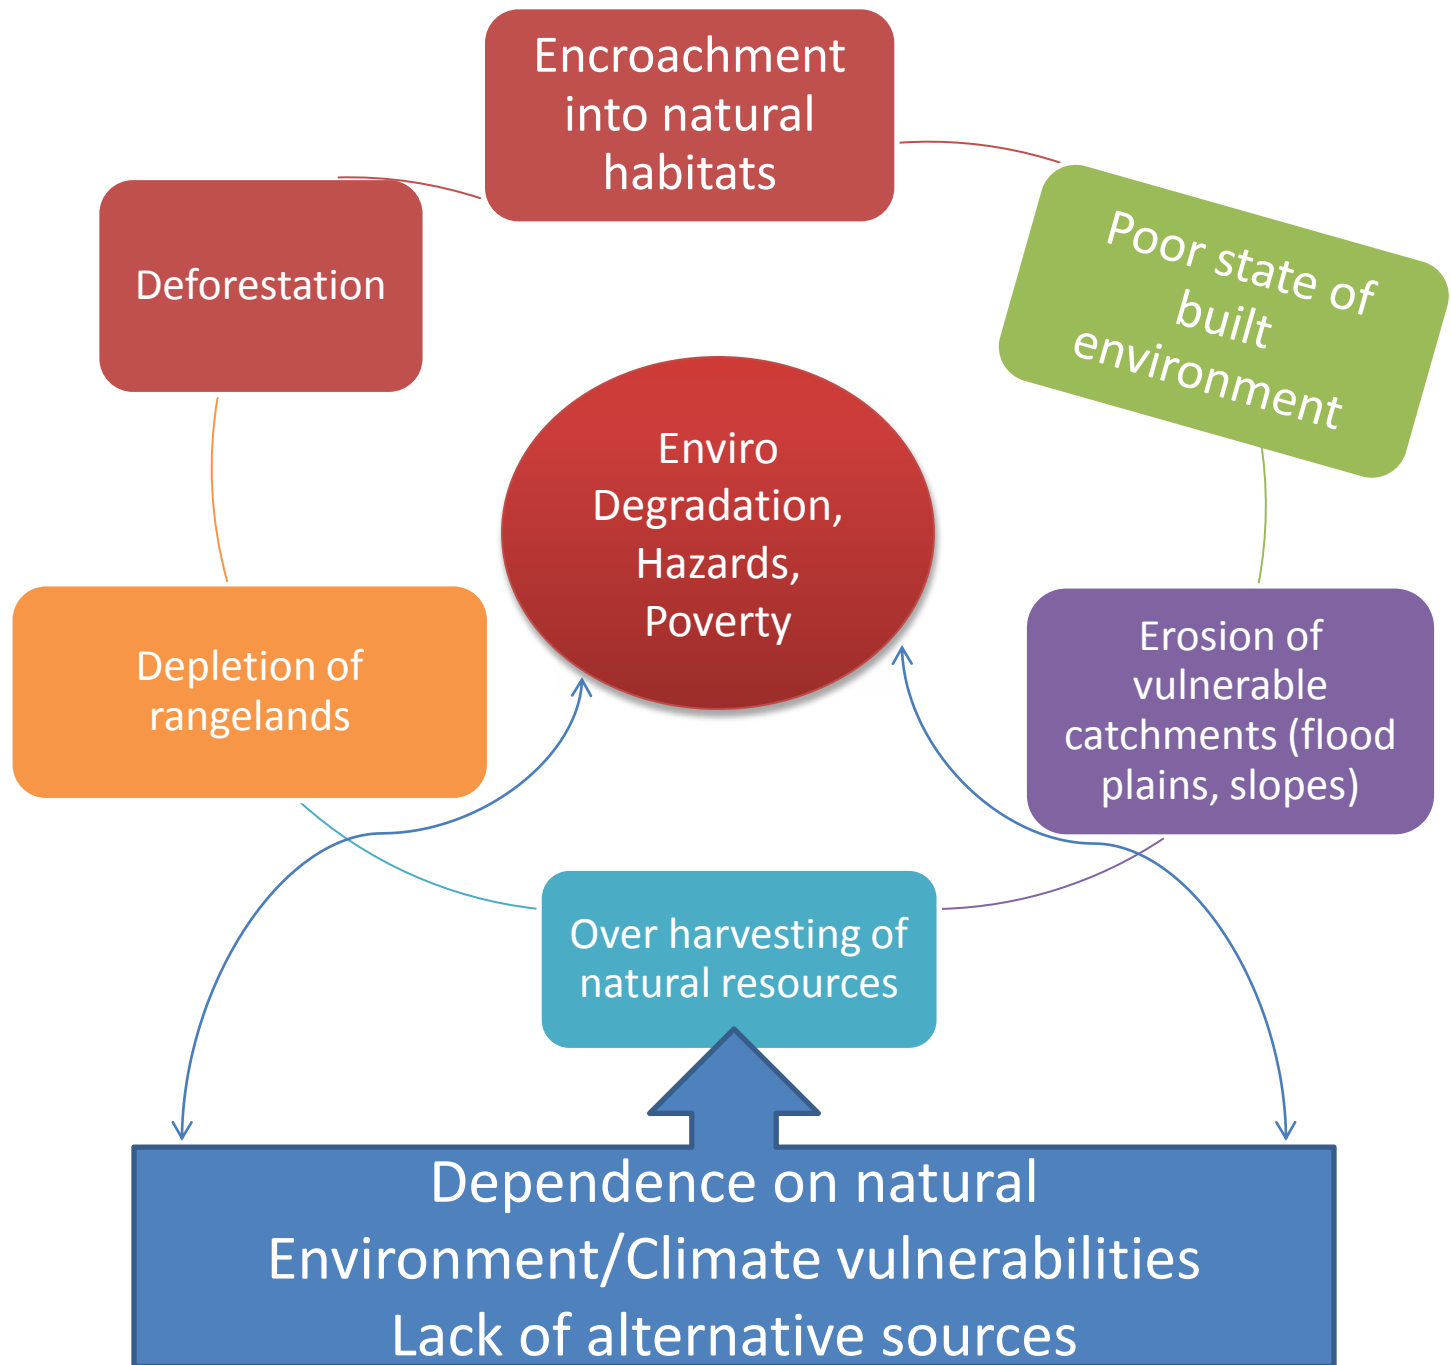 Encroachment
into natural
habitats
Deforestation
Poor state of
built
environment
Enviro
Degradation,
Hazards,
Poverty
Depletion of
rangelands
Erosion of
vulnerable
catchments (flood
plains, slopes)
Over harvesting of
natural resources
Dependence on natural
Environment/Climate vulnerabilities
Lack of alternative sources